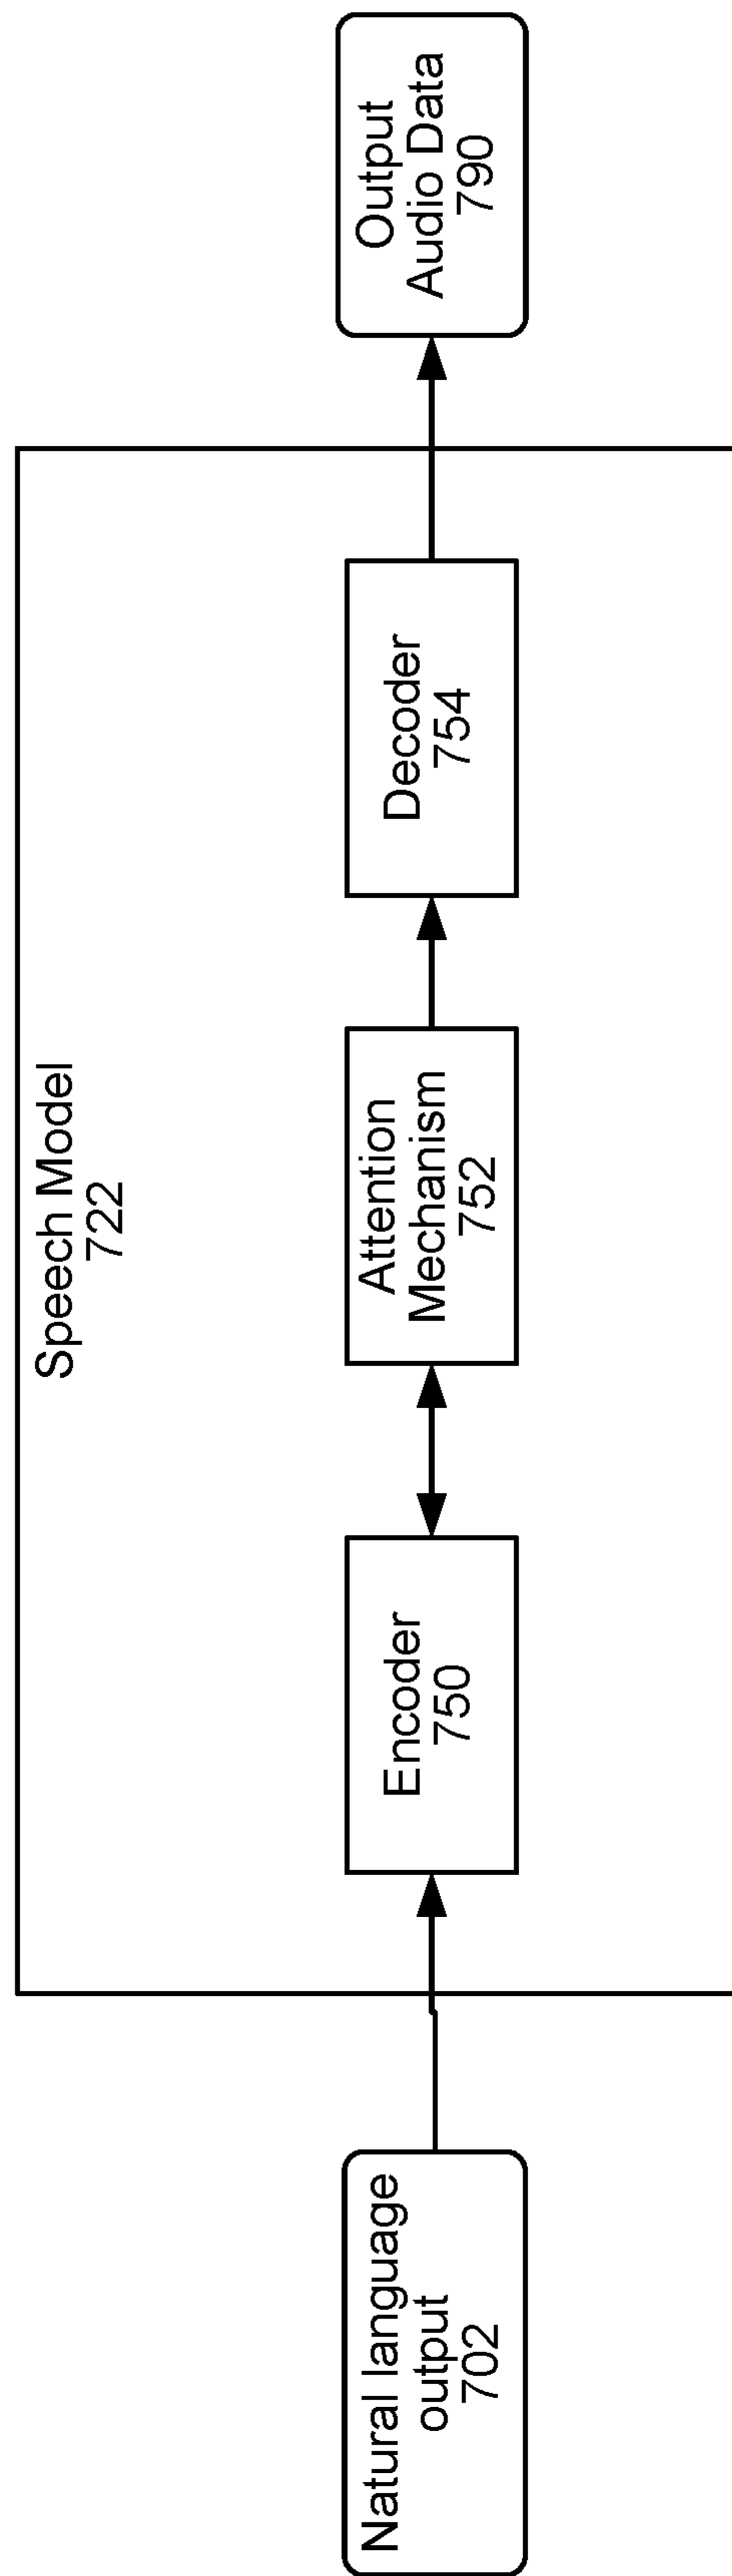 Speech Model
722
Natural language
output
702
Encoder
750
Attention
Mechanism
752
Decoder
754
Output
Audio Data
790